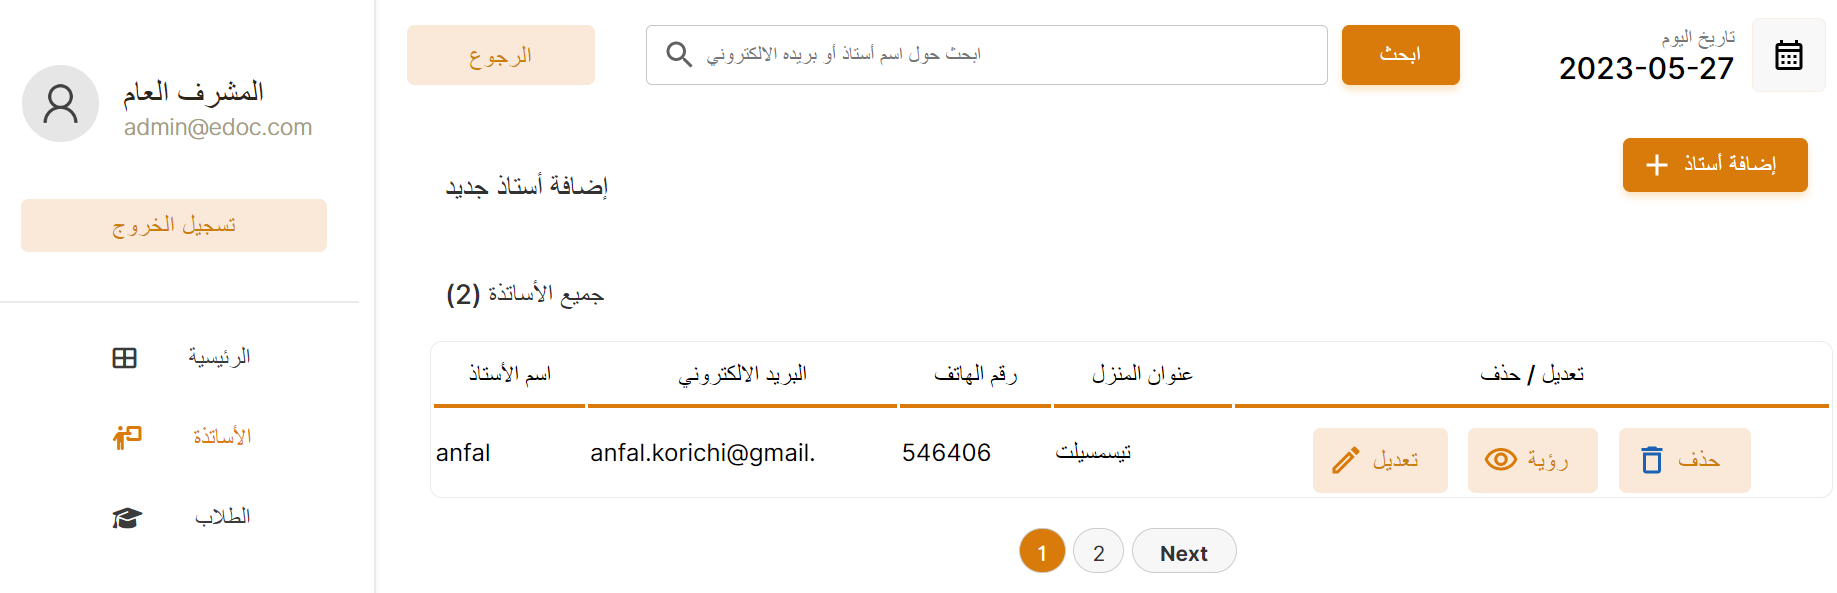 المشرف العام
admin@edoc.com
تسجيل الخروج
الرئيسية
الأساتذة
الطلاب
الرجوع
ابحث حول اسم أستاذ أو بريده الالكتروني
ابحث
تاريخ اليوم
2023-05-27
إضافة أستاذ جديد
إضافة أستاذ
جميع الأساتذة (2)
اسم الأستاذ
البريد الالكتروني
رقم الهاتف
عنوان المنزل
تعديل / حذف
anfal
anfal.korichi@gmail.
546406
تيسمسيلت
تعديل
رؤية
حذف
1
2
Next